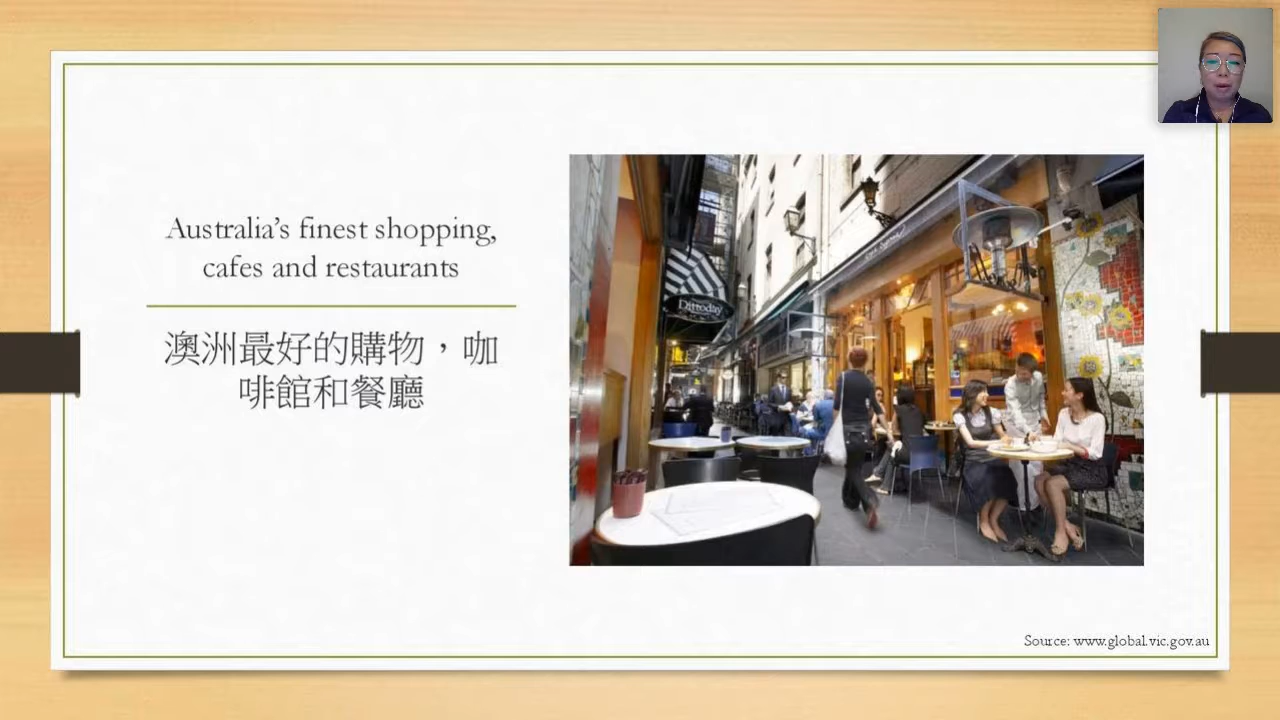 Australia’s finest shopping,
cafes and restaurants
澳洲最好的購物，咖
啡館和餐廳
Dittoday
Source: www.global.vic.gov.au